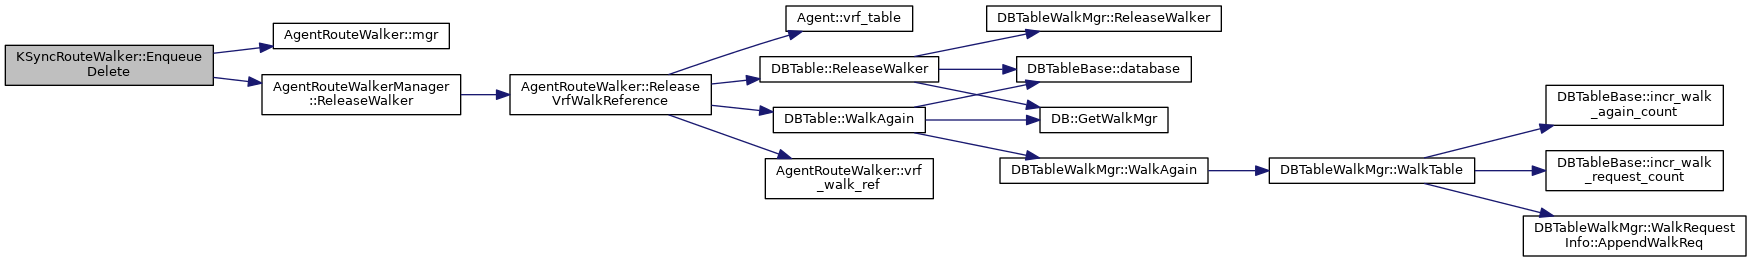 KSyncRouteWalker::Enqueue
Delete
AgentRouteWalker::mgr
AgentRouteWalkerManager
::ReleaseWalker
AgentRouteWalker::Release
VrfWalkReference
Agent::vrf_table
DBTable::ReleaseWalker
DBTable::WalkAgain
AgentRouteWalker::vrf
_walk_ref
DBTableWalkMgr::ReleaseWalker
DBTableBase::database
DB::GetWalkMgr
DBTableWalkMgr::WalkAgain
DBTableWalkMgr::WalkTable
DBTableBase::incr_walk
_again_count
DBTableBase::incr_walk
_request_count
DBTableWalkMgr::WalkRequest
Info::AppendWalkReq